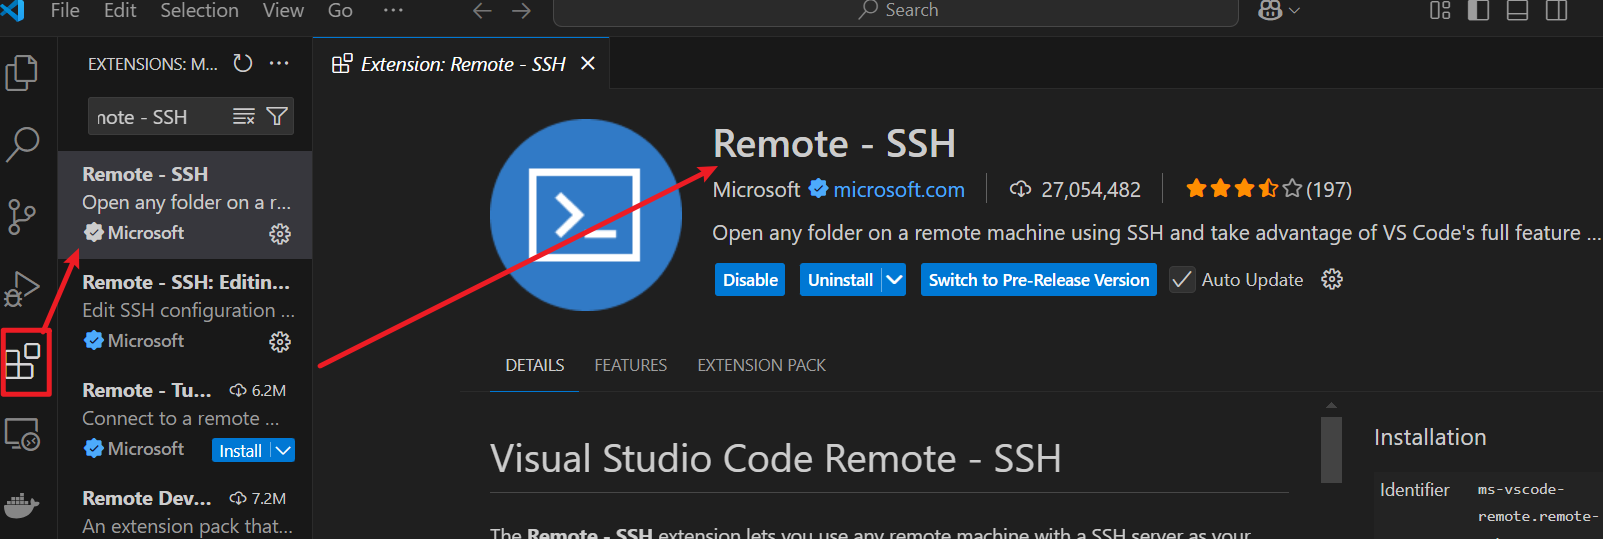 File Edit Selection View Go ··· Search
EXTENSIONS: M... ···
note - SSH
Remote - SSH
Open any folder on a r...
Microsoft
Remote - SSH: Editin...
Edit SSH configuration ...
Microsoft
Remote - Tu... 6.2M
Connect to a remote ...
Microsoft Install
Remote Dev... 7.2M
An extension pack that...
Extension: Remote - SSH
Remote - SSH
Microsoft microsoft.com 27,054,482 (197)
Open any folder on a remote machine using SSH and take advantage of VS Code's full feature ...
Disable Uninstall Switch to Pre-Release Version Auto Update
DETAILS FEATURES EXTENSION PACK
Visual Studio Code Remote - SSH
The Remote - SSH extension lets you use any remote machine with a SSH server as your
Installation
Identifier ms-vscode-
remote.remote-